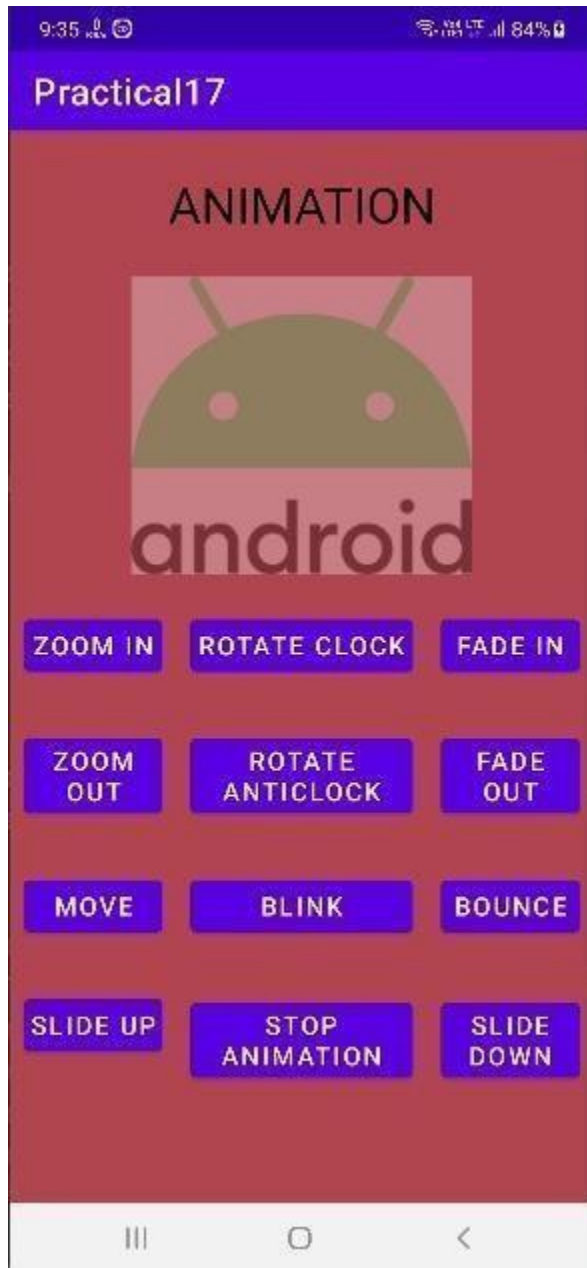 9:35
84%
Practical17
ANIMATION
android
ZOOM IN ROTATE CLOCK FADE IN
ZOOM ROTATE FADE
OUT ANTICLOCK OUT
MOVE BLINK BOUNCE
SLIDE UP STOP SLIDE
ANIMATION DOWN